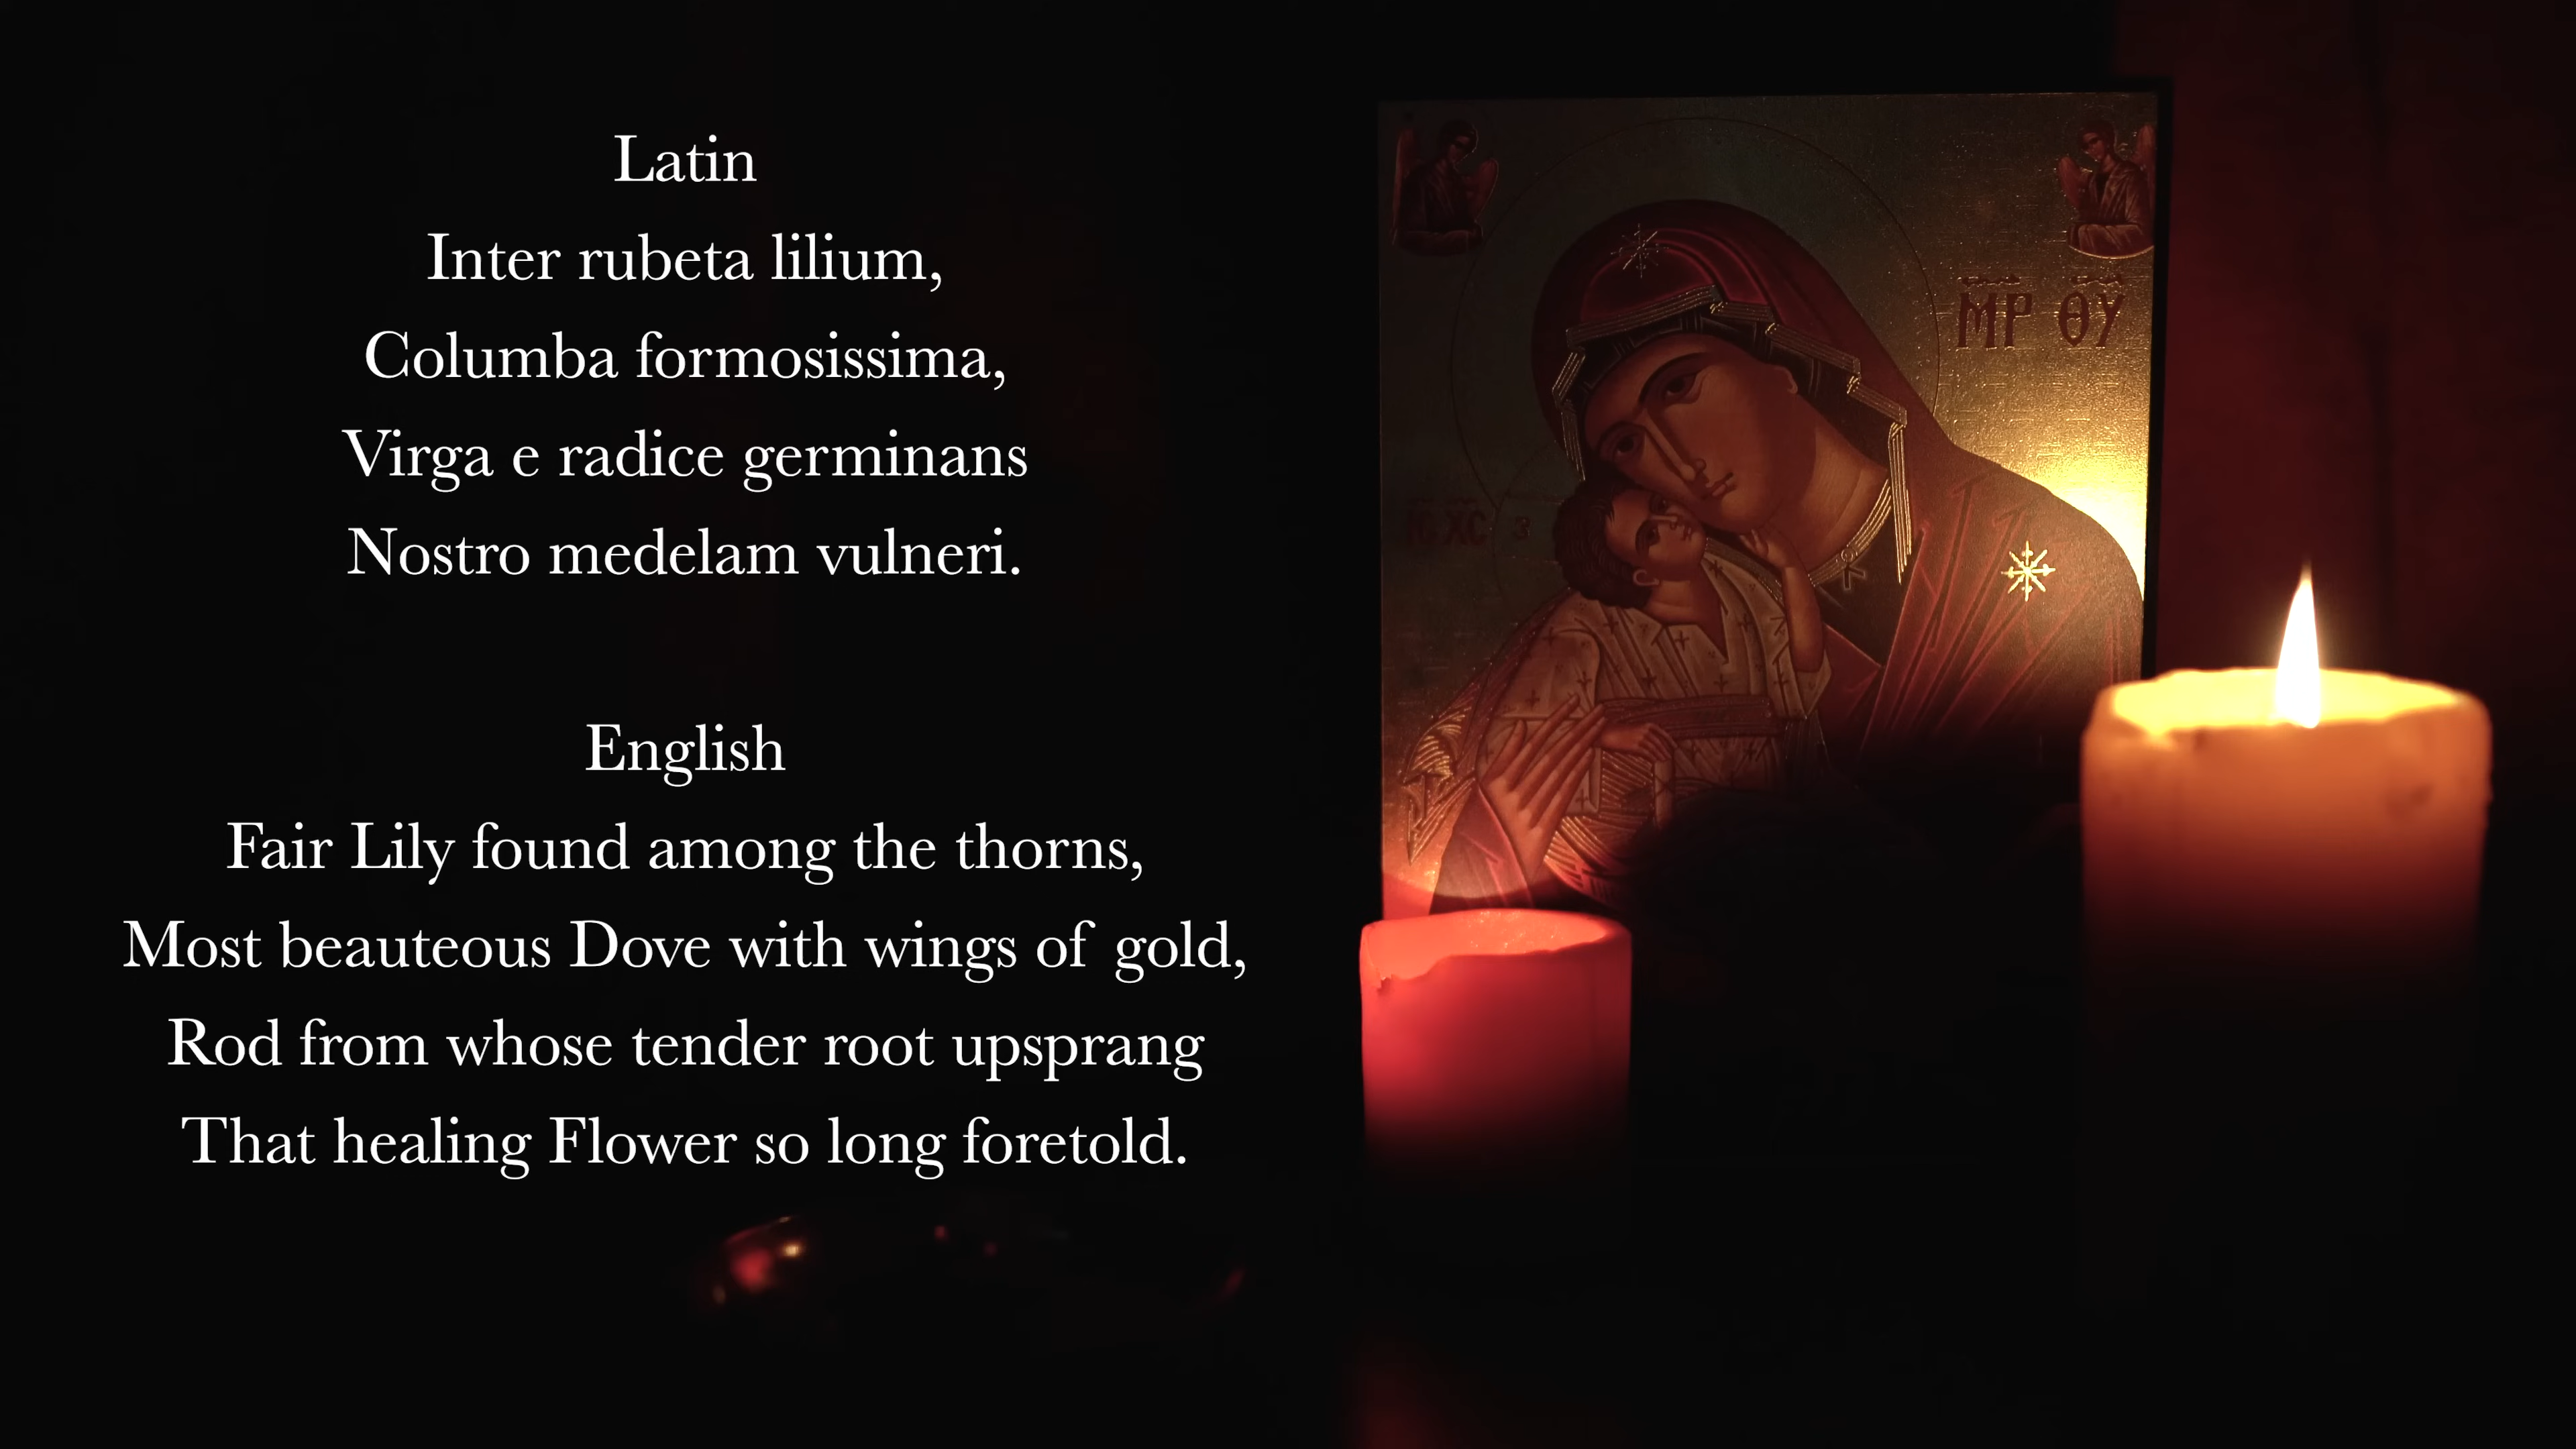 Latin
Inter rubeta lilium,
Columba formosissima,
Virga e radice germinans
Nostro medelam vulneri.
English
Fair Lily found among the thorns,
Most beauteous Dove with wings of gold,
Rod from whose tender root upsprang
That healing Flower so long foretold.
ΜΡ ΘΥ
IC XC